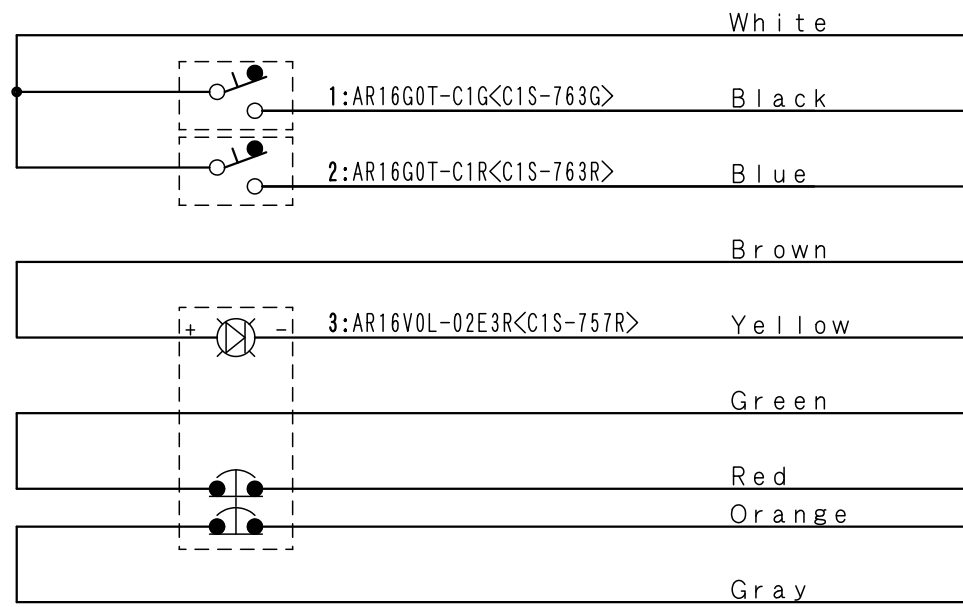 White
1:AR16G0T-C1G<C1S-763G> Black
2:AR16G0T-C1R<C1S-763R> Blue
Brown
+ - 3:AR16V0L-02E3R<C1S-757R> Yellow
Green
Red
Orange
Gray